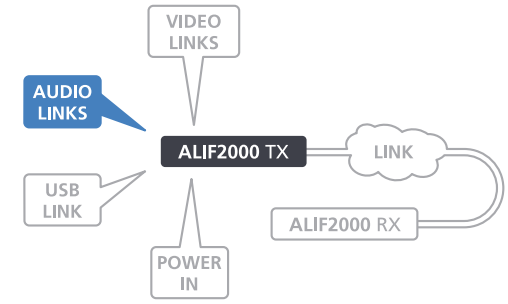 VIDEO
LINKS
AUDIO
LINKS
ALIF2000 TX
LINK
USB
LINK
ALIF2000 RX
POWER
IN